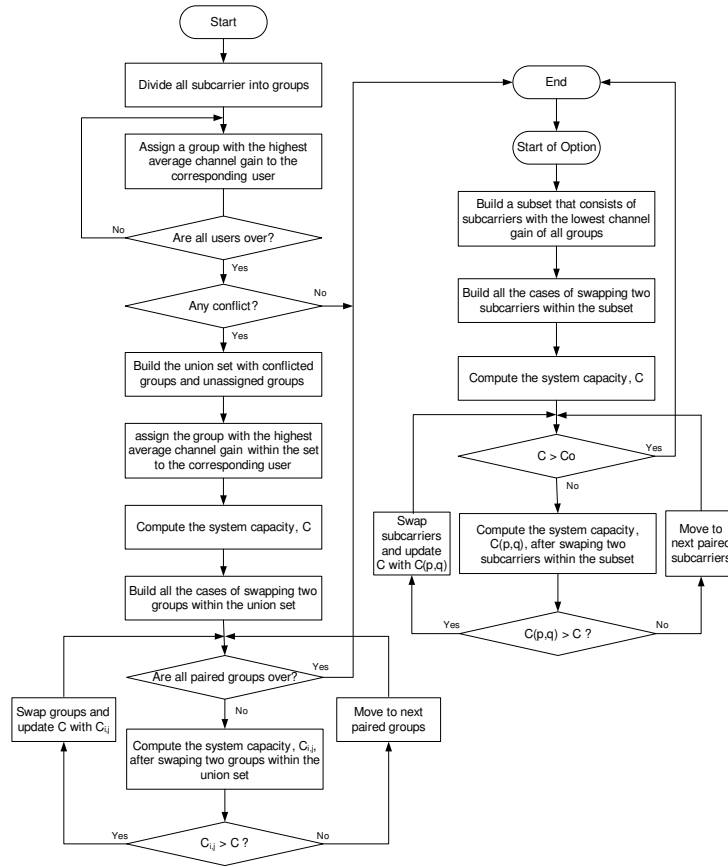 Start
Divide all subcarrier into groups
Assign a group with the highest
average channel gain to the
corresponding user
No
Are all users over?
Yes
Any conflict?
No
Yes
Build the union set with conflicted
groups and unassigned groups
assign the group with the highest
average channel gain within the set
to the corresponding user
Compute the system capacity, C
Build all the cases of swapping two
groups within the union set
Are all paired groups over?
Yes
No
Swap groups and
update C with Ci,j
Compute the system capacity, Ci,j,
after swaping two groups within the
union set
Move to next
paired groups
Yes
Ci,j > C ?
No
End
Start of Option
Build a subset that consists of
subcarriers with the lowest channel
gain of all groups
Build all the cases of swapping two
subcarriers within the subset
Compute the system capacity, C
C > Co
Yes
No
Swap
subcarriers
and update
C with C(p,q)
Compute the system capacity,
C(p,q), after swaping two
subcarriers within the subset
Move to
next paired
subcarriers
Yes
C(p,q) > C ?
No